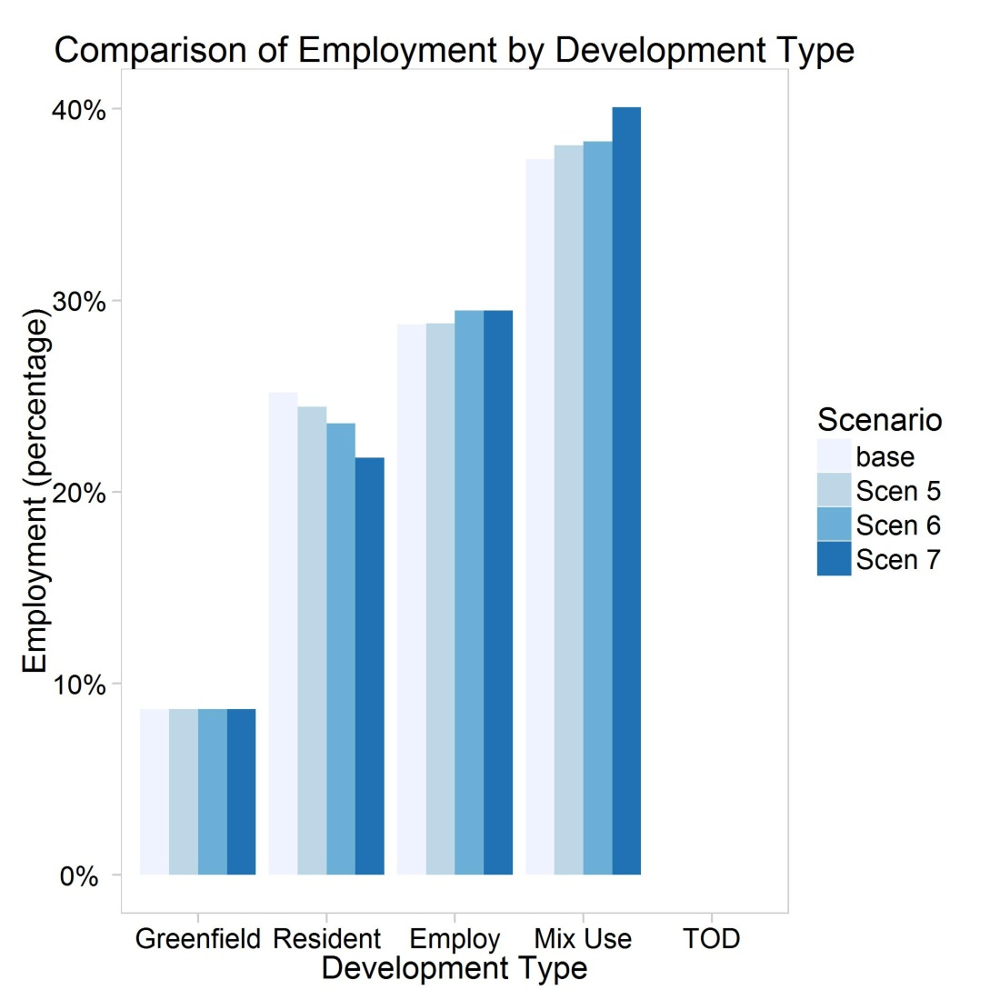 Comparison of Employment by Development Type
Employment (percentage)
40%
30%
20%
10%
0%
Greenfield Resident Employ Mix Use TOD
Development Type
Scenario
base
Scen 5
Scen 6
Scen 7